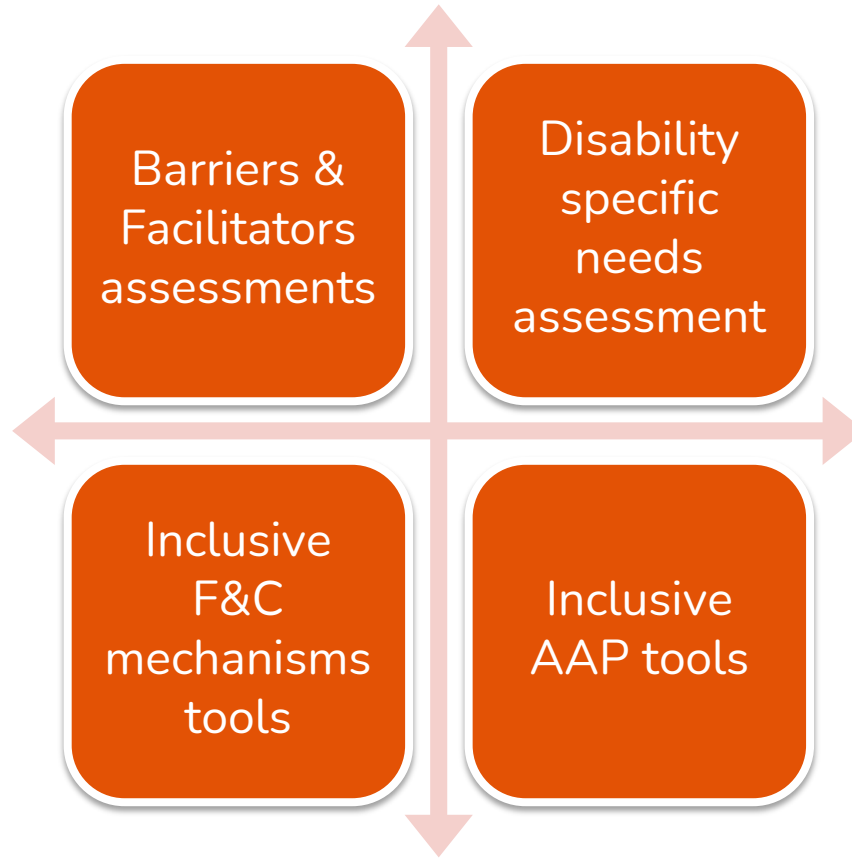 Barriers &
Facilitators
assessments
Disability
specific
needs
assessment
Inclusive
F&C
mechanisms
tools
Inclusive
AAP tools